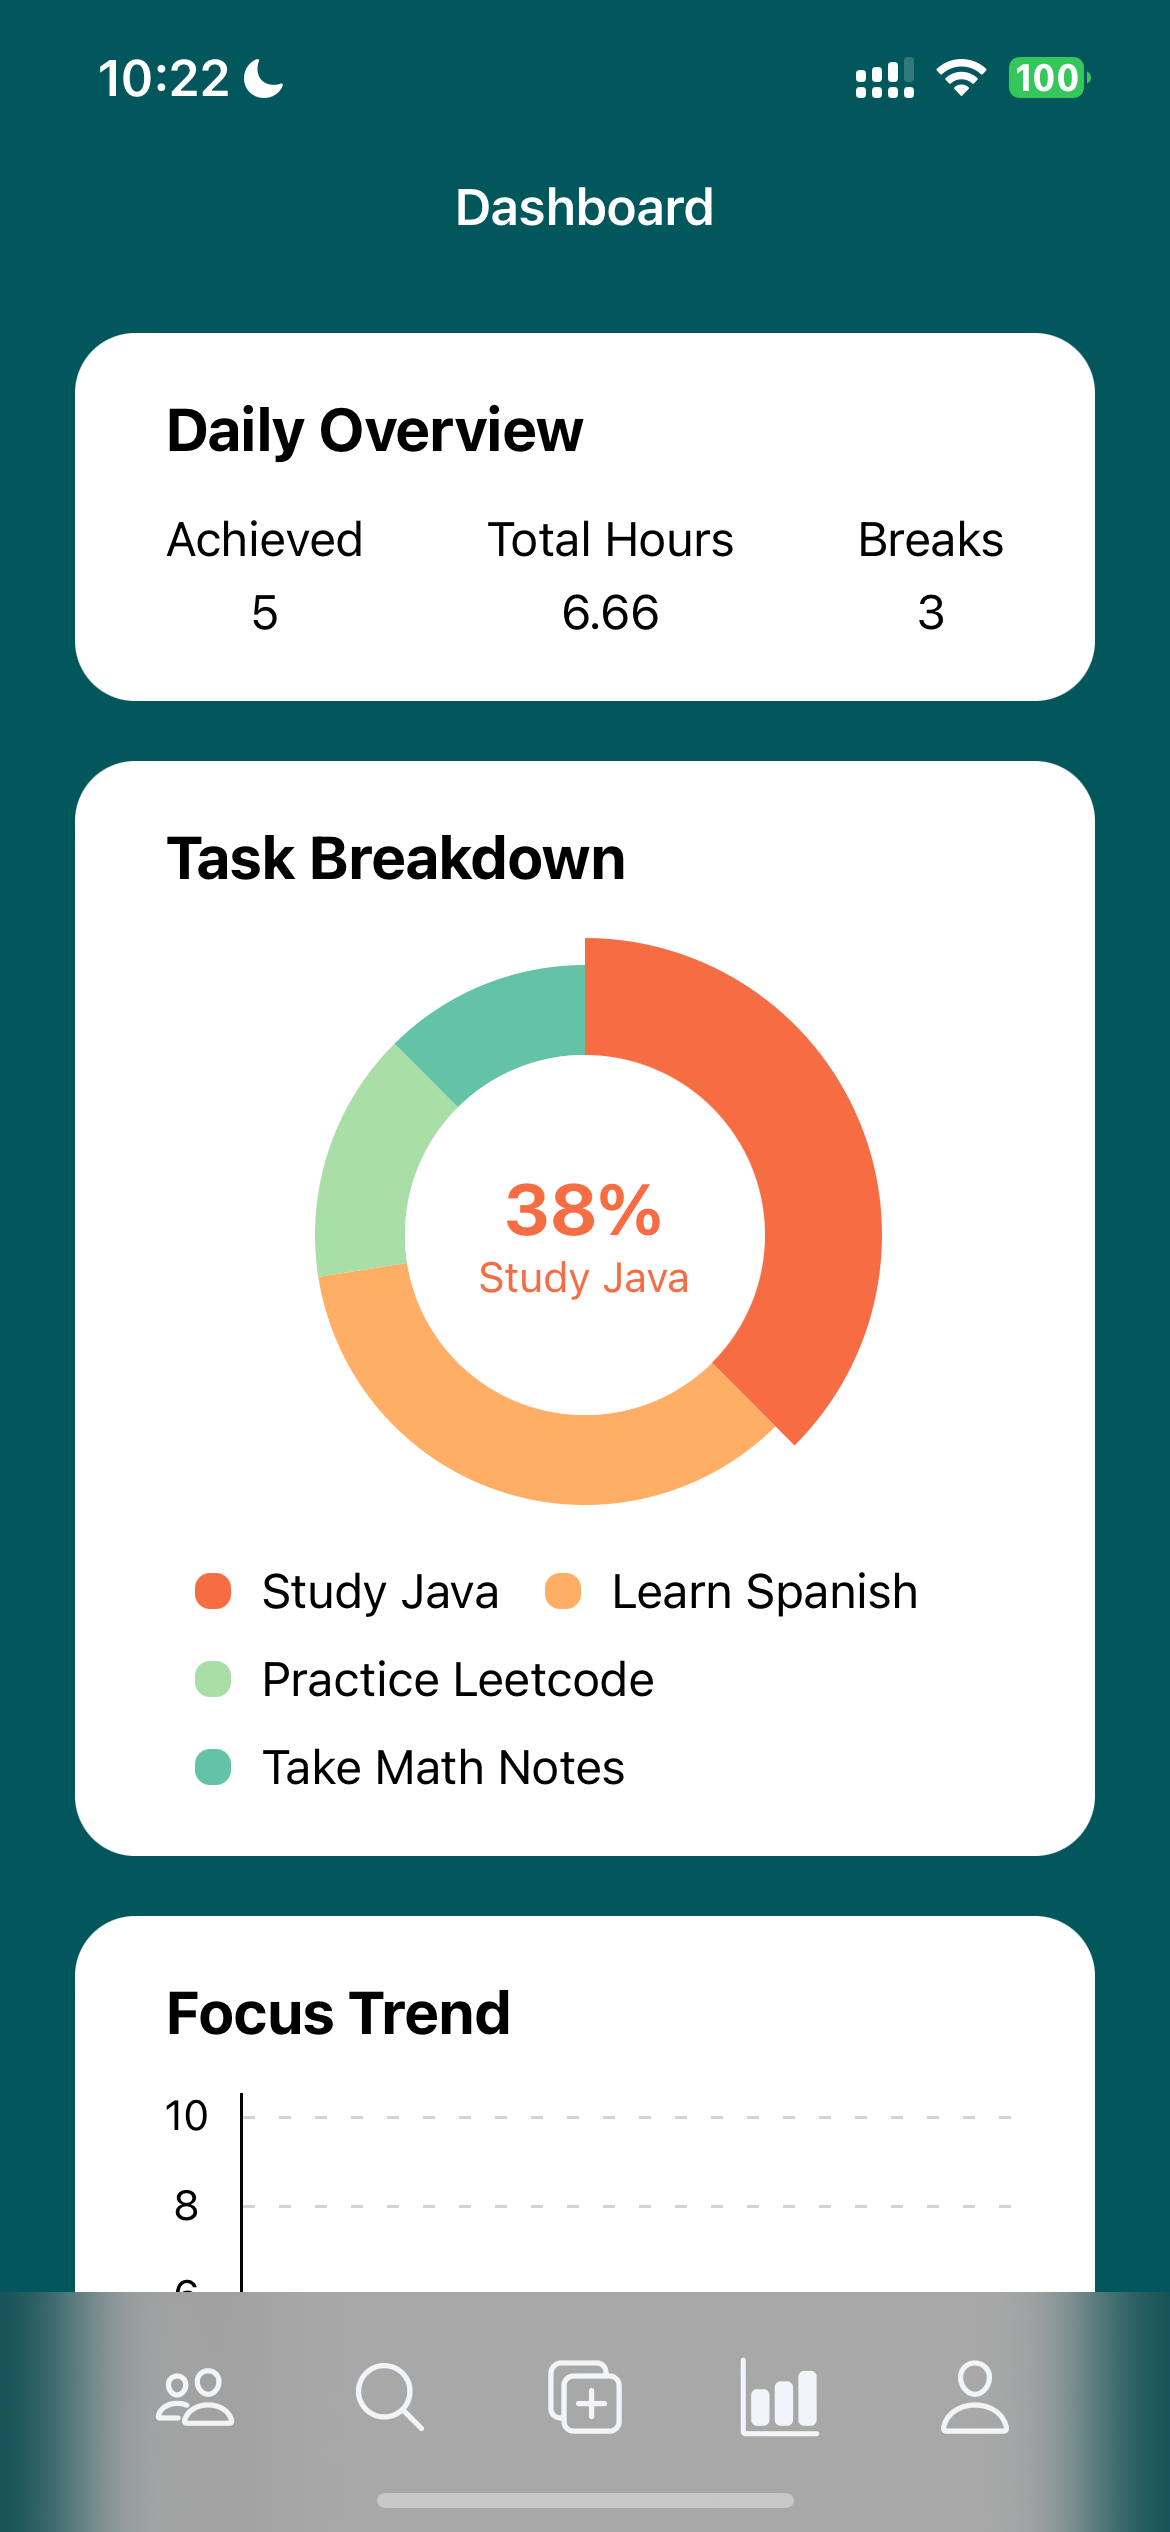 10:22
100
Dashboard
Daily Overview
Achieved Total Hours Breaks
5 6.66 3
Task Breakdown
38%
Study Java
Study Java Learn Spanish
Practice Leetcode
Take Math Notes
Focus Trend
10
8